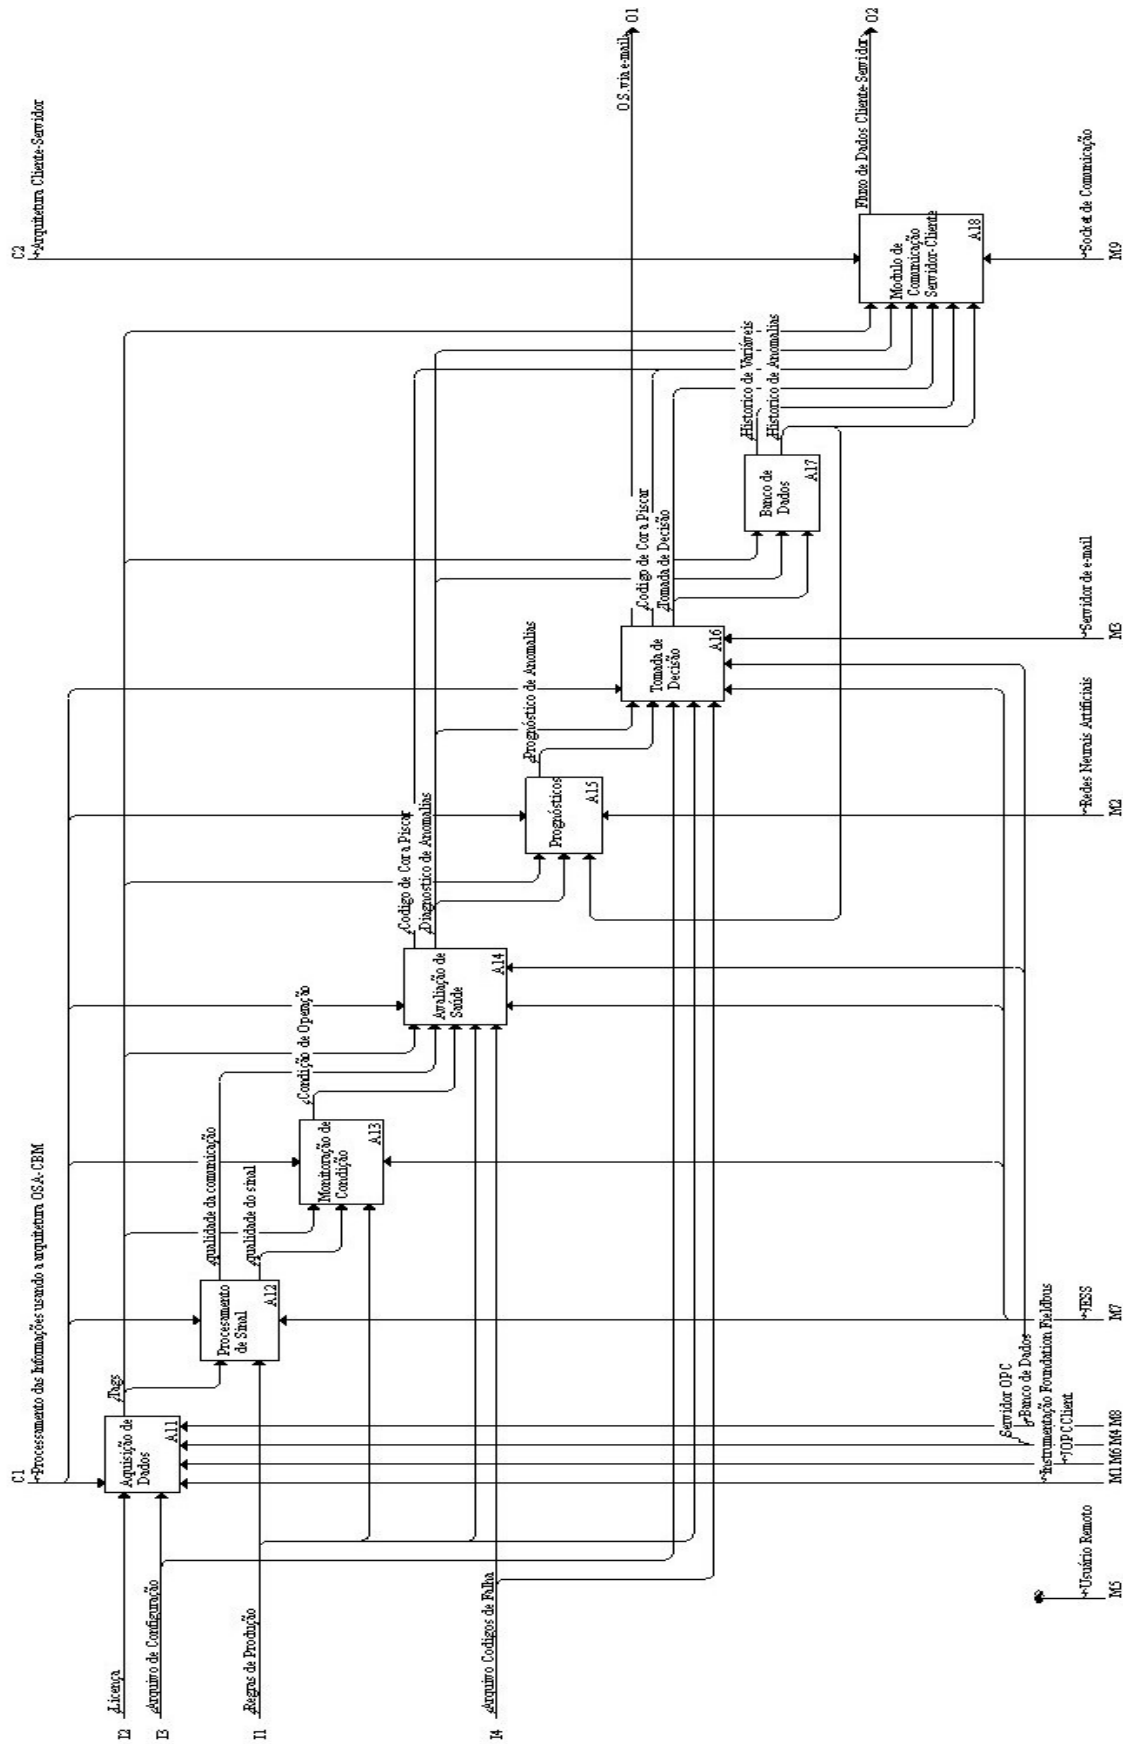 C1
Processamento das Informações usando a arquitetura OSA-CBM
C2
Arquitetura Cliente-Servidor
I2
Licença
I3
Arquivo de Configuração
I1
Regras de Produção
I4
Arquivo Codigos de Falha
Aquisição de
Dados
A11
Tags
Procesamento
de Sinal
A12
qualidade da comunicação
qualidade do sinal
Monitoração de
Condição
A13
Condição de Operação
Avaliação de
Saúde
A14
Codigo de Cor a Piscar
Diagnostico de Anomalias
Prognósticos
A15
Prognóstico de Anomalias
Tomada de
Decisão
A16
O.S. via e-mail
O1
Codigo de Cor a Piscar
Tomada de Decisão
Banco de
Dados
A17
Historico de Variáveis
Historico de Anomalias
Modulo de
Comunicação
Servidor-Cliente
A18
Fluxo de Dados Cliente-Servidor
O2
Servidor OPC
Banco de Dados
Instrumentação Foundation Fieldbus
JOPCClient
Usuário Remoto
JESS
Redes Neurais Artificiais
Servidor de e-mail
Socket de Comunicação
M5
M1
M6
M4
M8
M7
M2
M3
M9